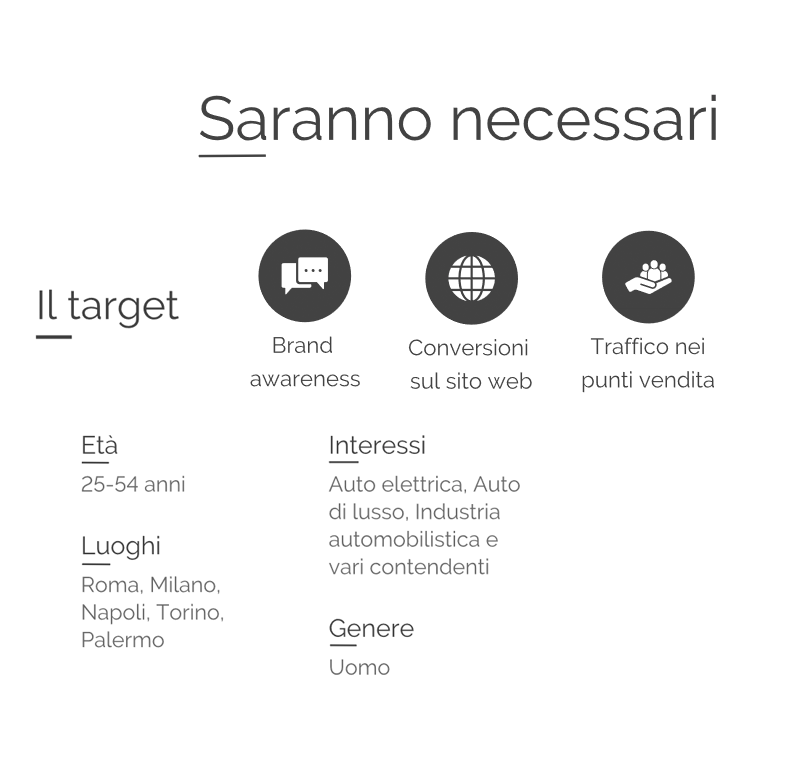 Saranno necessari
Il target
Brand
awareness
Conversioni
sul sito web
Traffico nei
punti vendita
Età
25-54 anni
Luoghi
Roma, Milano,
Napoli, Torino,
Palermo
Interessi
Auto elettrica, Auto
di lusso, Industria
automobilistica e
vari contendenti
Genere
Uomo